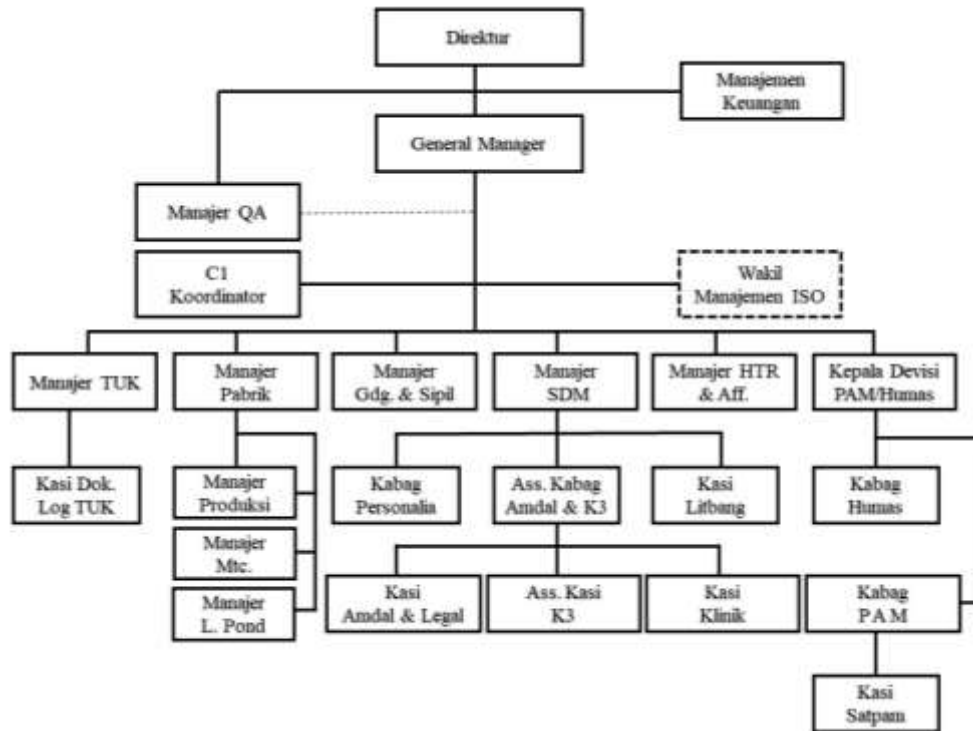 Direktur
Manajemen
Keuangan
General Manager
Manajer QA
C1
Koordinator
Wakil
Manajemen ISO
Manajer TUK
Manajer
Pabrik
Manajer
Gdg. & Sipil
Manajer
SDM
Manajer HTR
& Aff.
Kepala Devisi
PAM/Humas
Kasi Dok.
Log TUK
Manajer
Produksi
Kabag
Personalia
Ass. Kabag
Amdal & K3
Kasi
Litbang
Kabag
Humas
Manajer
Mtc.
Manajer
L. Pond
Kasi
Amdal & Legal
Ass. Kasi
K3
Kasi
Klinik
Kabag
P A M
Kasi
Satpam